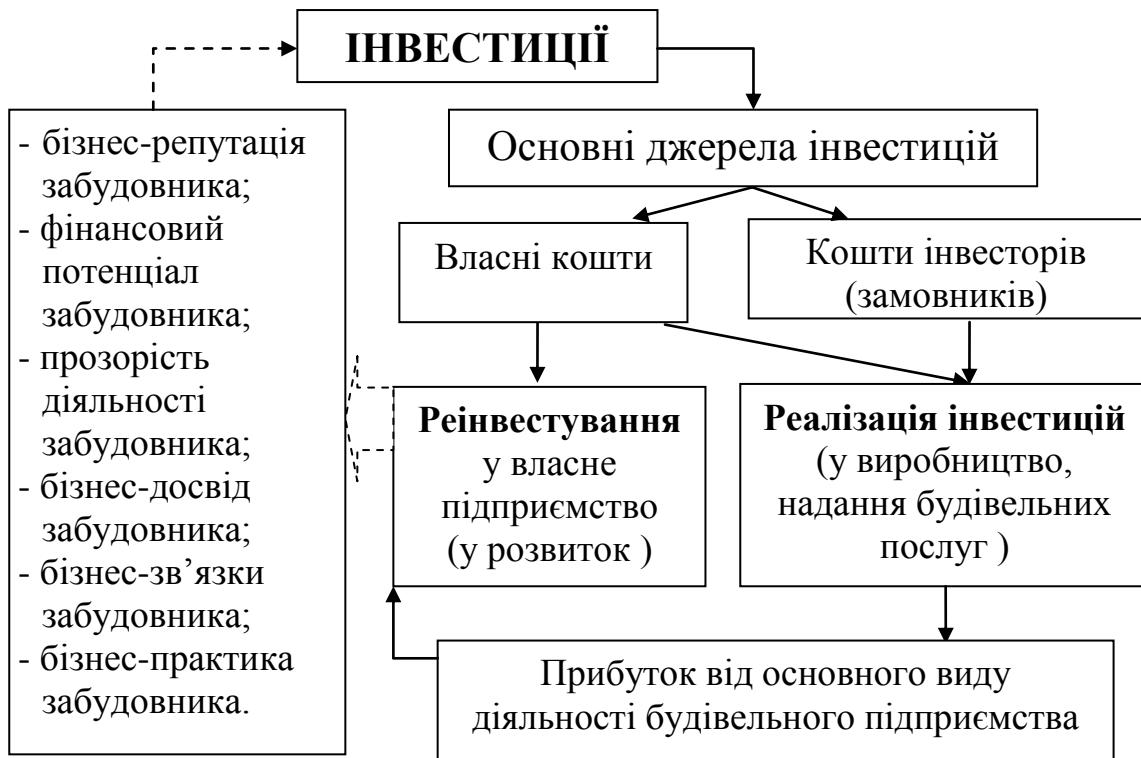 ІНВЕСТИЦІЇ
- бізнес-репутація
забудовника;
- фінансовий
потенціал
забудовника;
- прозорість
діяльності
забудовника;
- бізнес-досвід
забудовника;
- бізнес-зв’язки
забудовника;
- бізнес-практика
забудовника.
Основні джерела інвестицій
Власні кошти
Кошти інвесторів
(замовників)
Реінвестування
у власне
підприємство
(у розвиток )
Реалізація інвестицій
(у виробництво,
надання будівельних
послуг )
Прибуток від основного виду
діяльності будівельного підприємства